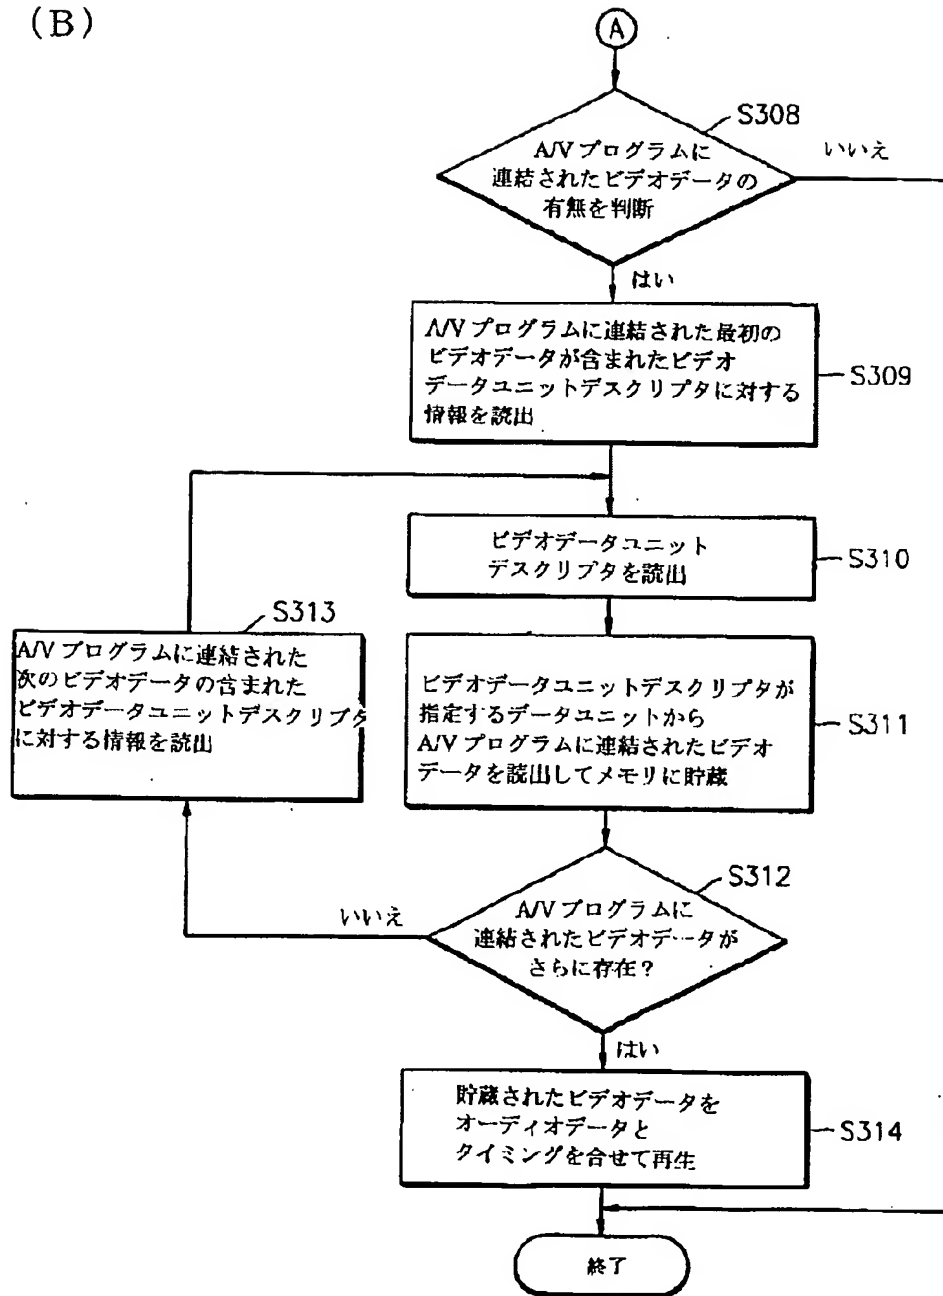 (B)
A
S308
A/V プログラムに
連結されたビデオデータの
有無を判断
いいえ
はい
A/V プログラムに連結された最初の
ビデオデータが含まれたビデオ
データユニットデスクリプタに対する
情報を読出
S309
ビデオデータユニット
デスクリプタを読出
S310
S313
A/V プログラムに連結された
次のビデオデータの含まれた
ビデオデータユニットデスクリプタ
に対する情報を読出
ビデオデータユニットデスクリプタが
指定するデータユニットから
A/V プログラムに連結されたビデオ
データを読出してメモリに貯蔵
S311
S312
A/V プログラムに
連結されたビデオデータが
さらに存在?
いいえ
はい
貯蔵されたビデオデータを
オーディオデータと
タイミングを合せて再生
S314
終了